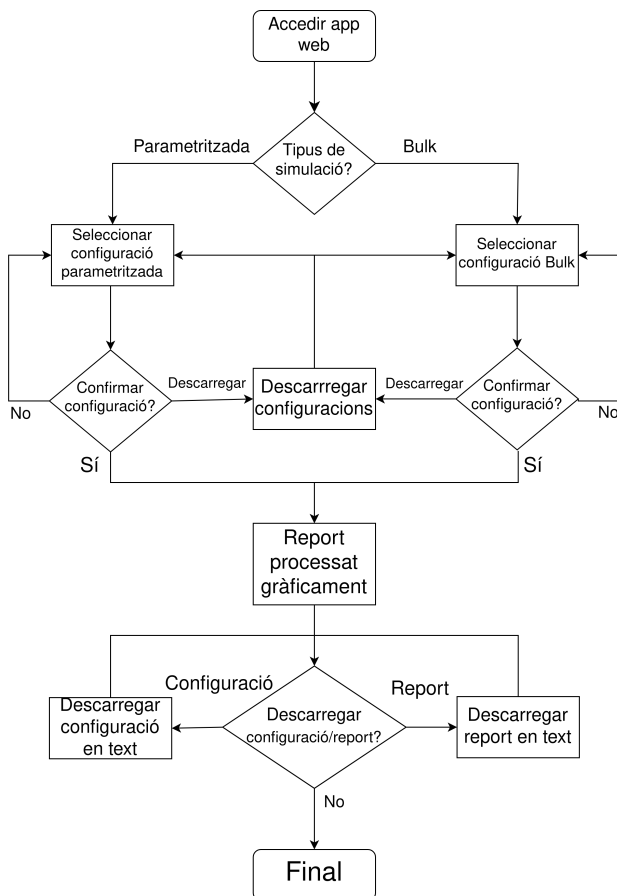 Accedir app
web
Parametritzada
Tipus de
simulació?
Bulk
Seleccionar
configuració
parametritzada
Seleccionar
configuració Bulk
Confirmar
configuració?
Descarregar
Descarrregar
configuracions
Descarregar
Confirmar
configuració?
No
No
Sí
Sí
Report
processat
gràficament
Configuració
Report
Descarregar
configuració
en text
Descarregar
configuració/report?
Descarregar
report en text
No
Final